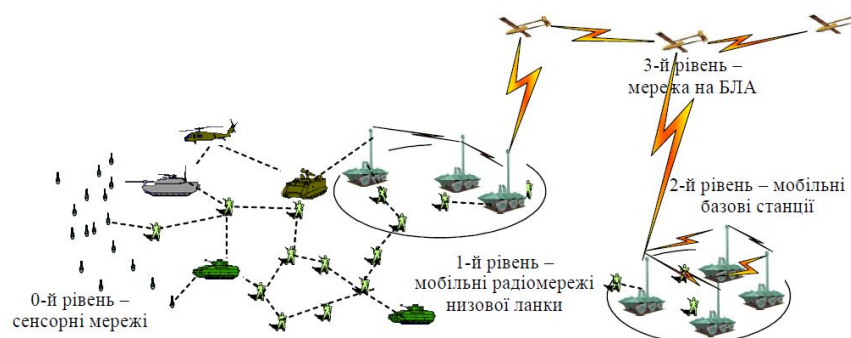 3-й рівень –
мережа на БЛА
2-й рівень – мобільні
базові станції
1-й рівень –
мобільні радіомережі
низової ланки
0-й рівень –
сенсорні мережі